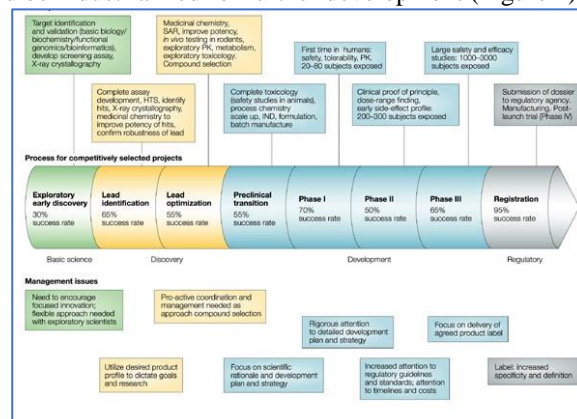 Target identification
and validation (basic biology/
biochemistry/functional
genomics/bioinformatics),
develop screening assay,
X-ray crystallography
Medicinal chemistry,
SAR, improve potency,
in vivo testing in rodents,
exploratory PK, metabolism,
exploratory toxicology.
Compound selection
First time in humans:
safety, tolerability, PK.
20–80 subjects exposed
Large safety and efficacy
studies: 1000–3000
subjects exposed
Complete assay
development, HTS, identify
hits, X-ray crystallography,
medicinal chemistry to
improve potency of hits,
confirm robustness of lead
Complete toxicology
(safety studies in animals),
process chemistry
scale up, IND, formulation,
batch manufacture
Clinical proof of principle,
dose-range finding,
early side-effect profile:
200–300 subjects exposed
Submission of dossier
to regulatory agency.
Manufacturing. Post-
launch trial (Phase IV)
Process for competitively selected projects
Exploratory
early discovery
30%
success rate
Lead
identification
65%
success rate
Lead
optimization
55%
success rate
Preclinical
transition
55%
success rate
Phase I
70%
success rate
Phase II
50%
success rate
Phase III
65%
success rate
Registration
95%
success rate
Basic science
Discovery
Development
Regulatory
Management issues
Need to encourage
focused innovation;
flexible approach needed
with exploratory scientists
Pro-active coordination and
management needed as
approach compound selection
Rigorous attention
to detailed development
plan and strategy
Focus on delivery of
agreed product label
Utilize desired product
profile to dictate goals
and research
Focus on scientific
rationale and development
plan and strategy
Increased attention to
regulatory guidelines
and standards; attention
to timelines and costs
Label: increased
specificity and definition